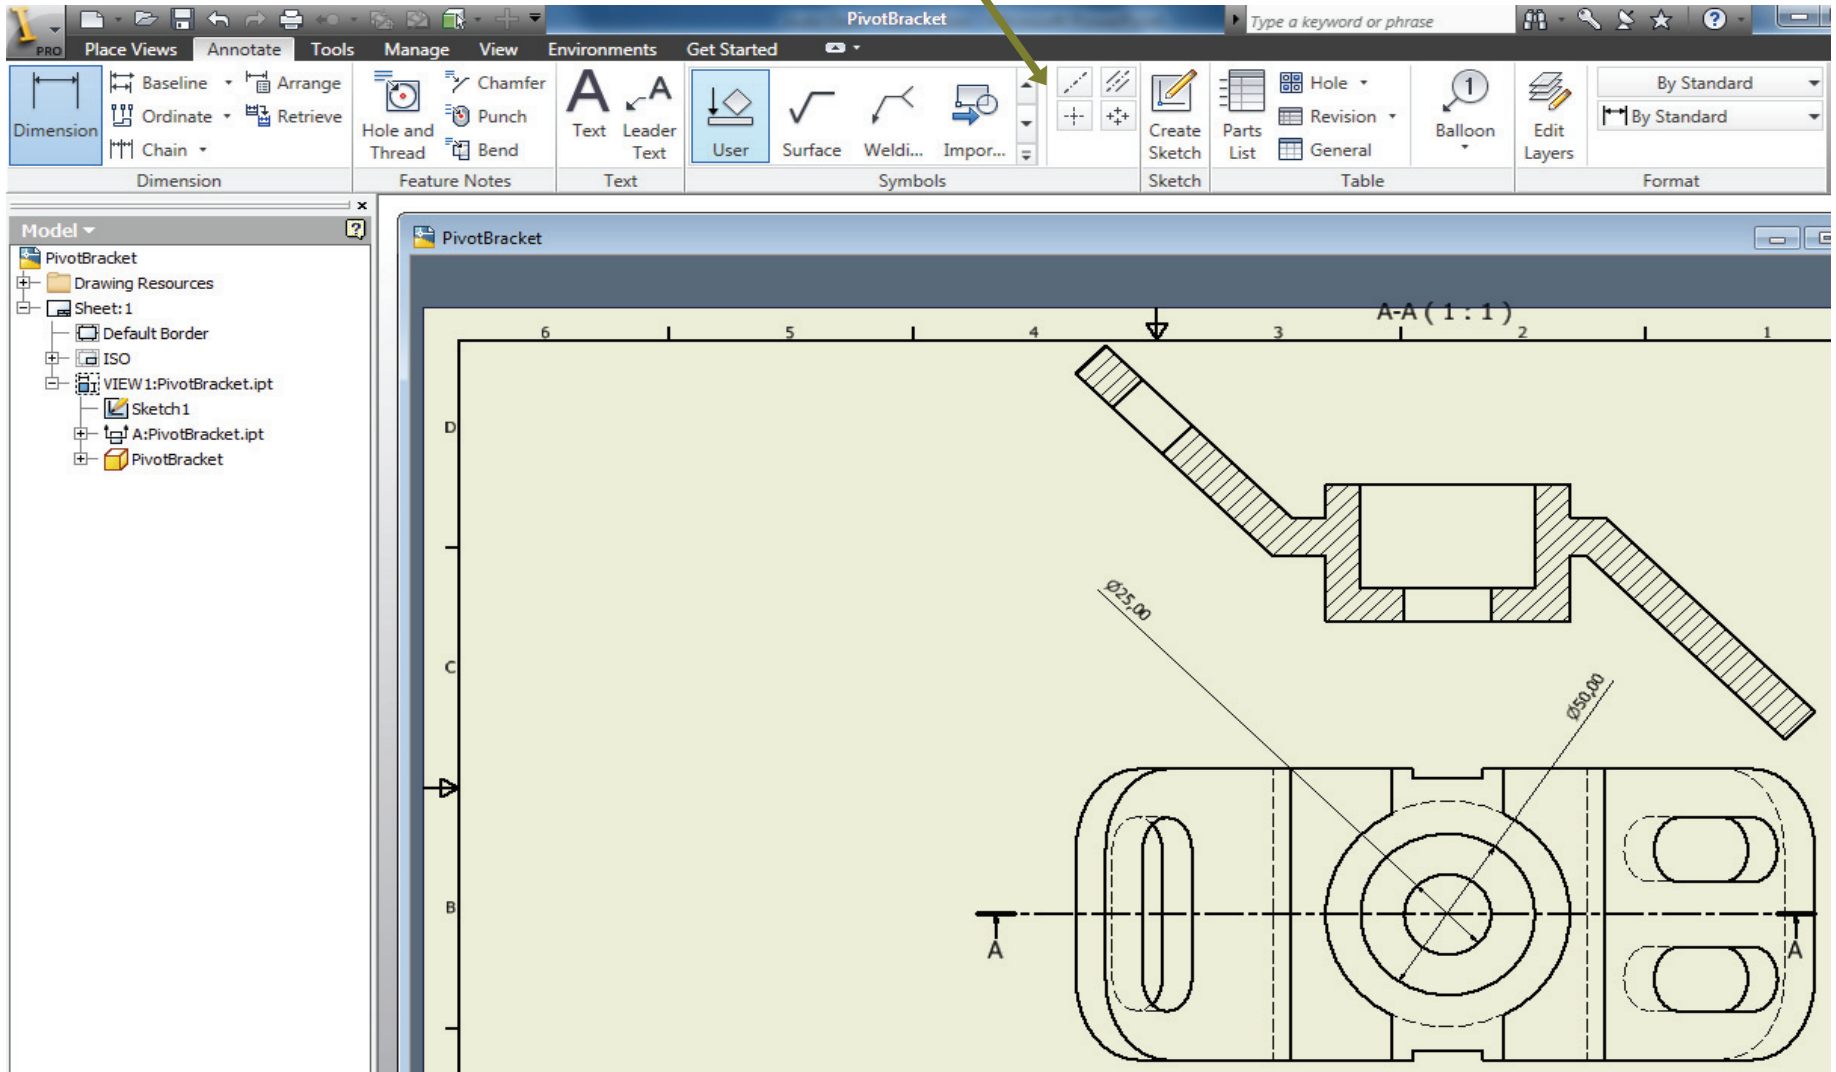 PivotBracket
Type a keyword or phrase
PRO Place Views Annotate Tools Manage View Environments Get Started
Dimension
Baseline
Arrange
Ordinate
Retrieve
Chain
Dimension
Hole and Thread
Chamfer
Punch
Bend
Feature Notes
A Text
A Leader Text
Text
User
Surface
Weldi...
Impor...
Symbols
Create Sketch
Sketch
Parts List
Hole
Revision
General
Table
1
Balloon
Edit Layers
By Standard
By Standard
Format
Model
PivotBracket
Drawing Resources
Sheet:1
Default Border
ISO
VIEW1:PivotBracket.ipt
Sketch1
A:PivotBracket.ipt
PivotBracket
PivotBracket
A-A ( 1 : 1 )
6 5 4 3 2 1
D
C
B
Ø25,00
Ø50,00
A
A